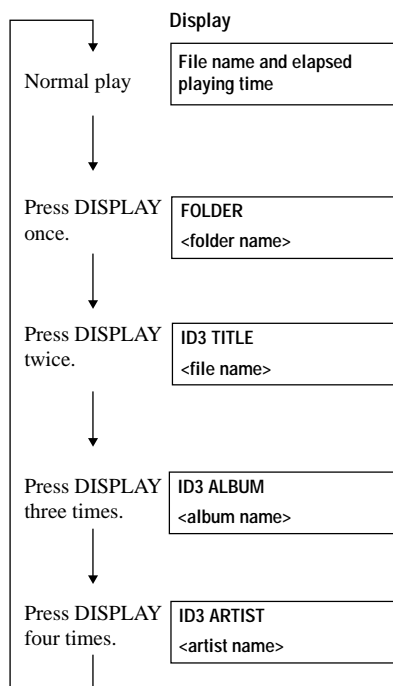 Display
Normal play
File name and elapsed
playing time
Press DISPLAY
once.
FOLDER
<folder name>
Press DISPLAY
twice.
ID3 TITLE
<file name>
Press DISPLAY
three times.
ID3 ALBUM
<album name>
Press DISPLAY
four times.
ID3 ARTIST
<artist name>